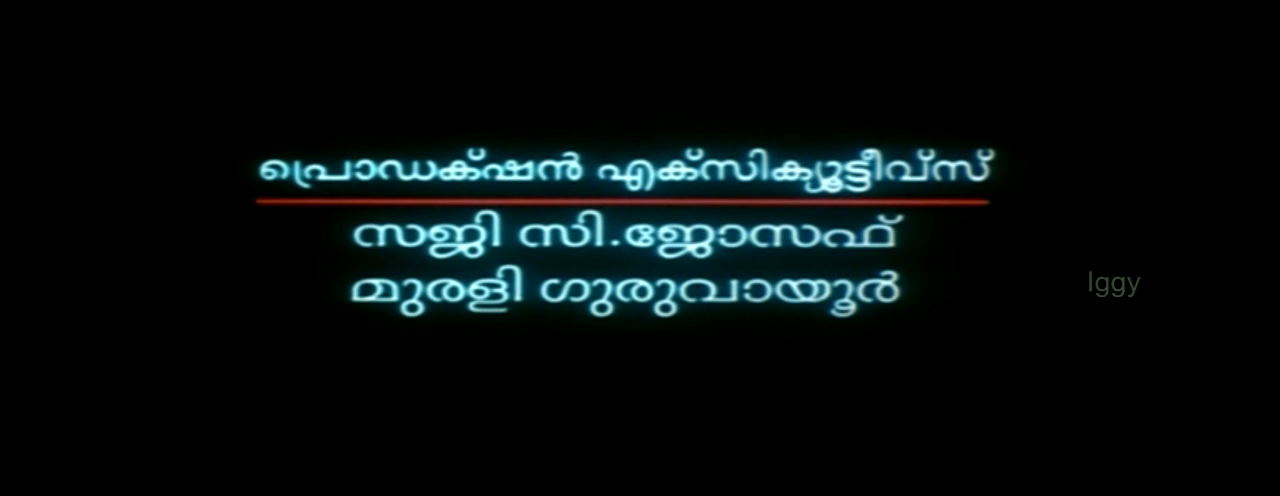 പ്രൊഡക്ഷൻ എക്സിക്യൂട്ടീവ്സ്
സജി സി.ജോസഫ്
മുരളി ഗുരുവായൂർ
Iggy